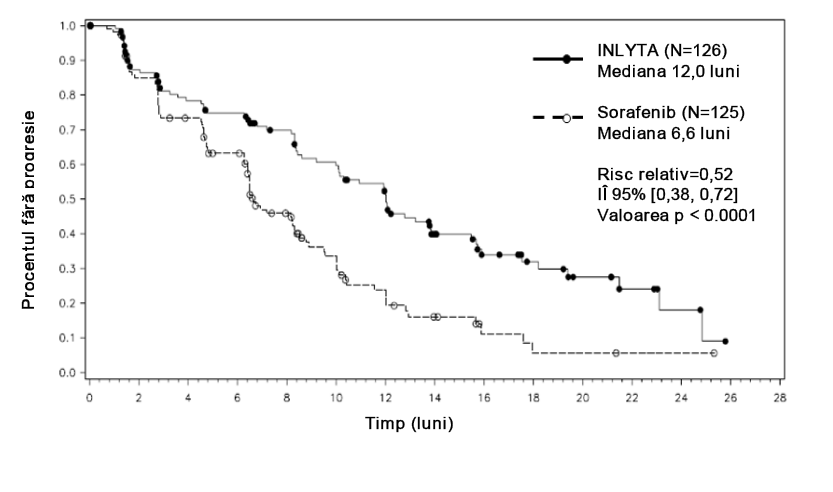 1.0
0.9
0.8
0.7
0.6
0.5
0.4
0.3
0.2
0.1
0.0
Procentul fără progresie
INLYTA (N=126)
Mediana 12,0 luni
Sorafenib (N=125)
Mediana 6,6 luni
Risc relativ=0,52
IÎ 95% [0,38, 0,72]
Valoarea p < 0.0001
0 2 4 6 8 10 12 14 16 18 20 22 24 26 28
Timp (luni)